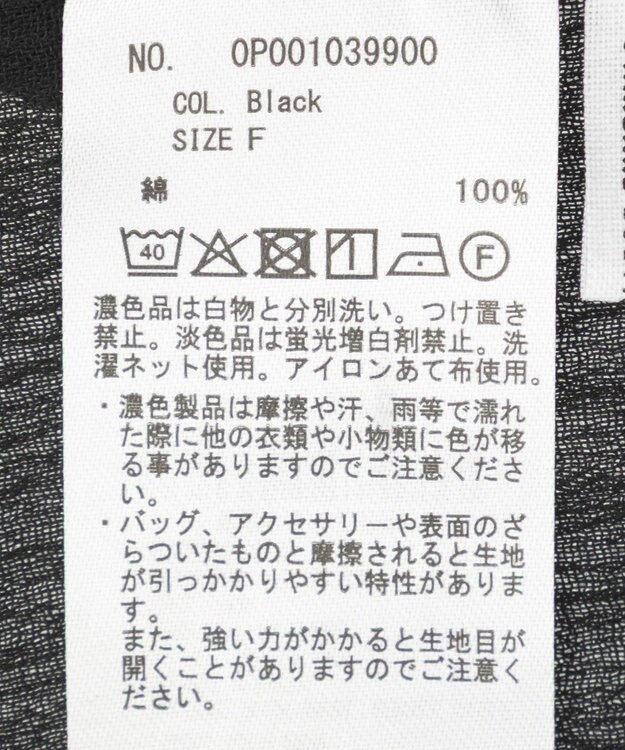 NO. OP001039900
COL. Black
SIZE F
綿 100%
40 F
濃色品は白物と分別洗い。つけ置き
禁止。淡色品は蛍光増白剤禁止。洗
濯ネット使用。アイロンあて布使用。
・濃色製品は摩擦や汗、雨等で濡れ
た際に他の衣類や小物類に色が移
る事がありますのでご注意くださ
い。
・バッグ、アクセサリーや表面のざ
らついたものと摩擦されると生地
が引っかかりやすい特性がありま
す。
また、強い力がかかると生地目が
開くことがありますのでご注意く
ださい。